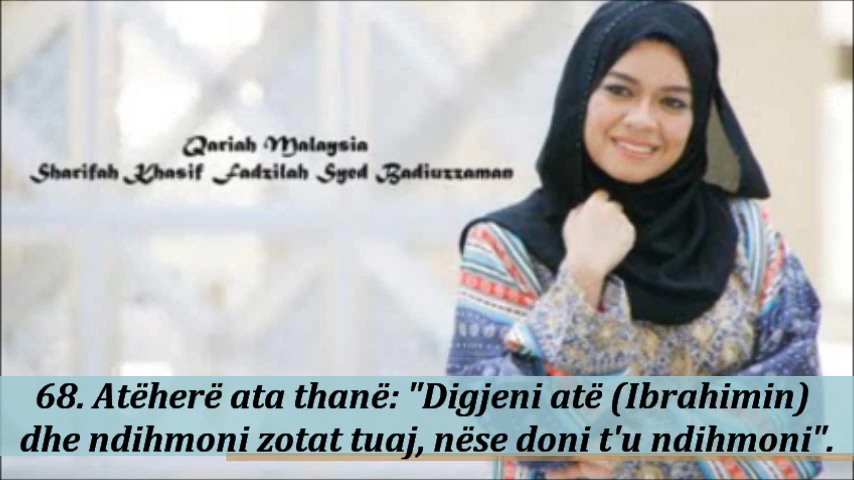 Qariah Malaysia
Sharifah Khasif Fadzilah Syed Badiuzzaman
68. Atëherë ata thanë: "Digjeni atë (Ibrahimin)
dhe ndihmoni zotat tuaj, nëse doni t'u ndihmoni".